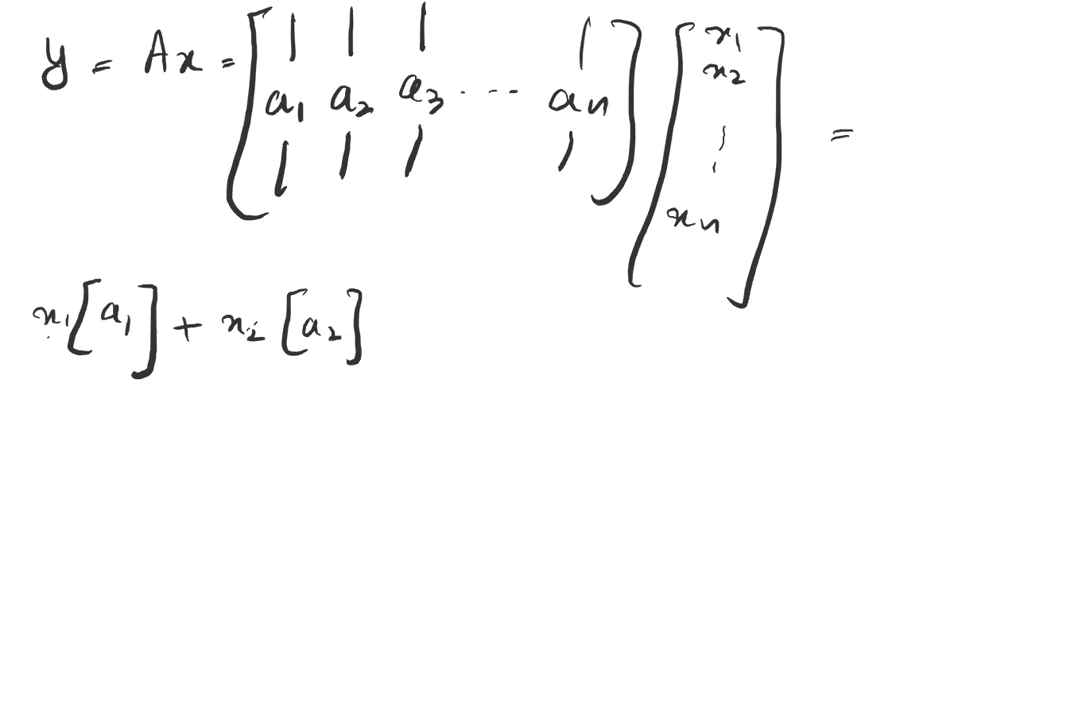 y = Ax = [ | | | | ] [ x1
a1 a2 a3 ... an x2
| | | | ⋮ =
xn ]
x1 [a1] + x2 [a2]